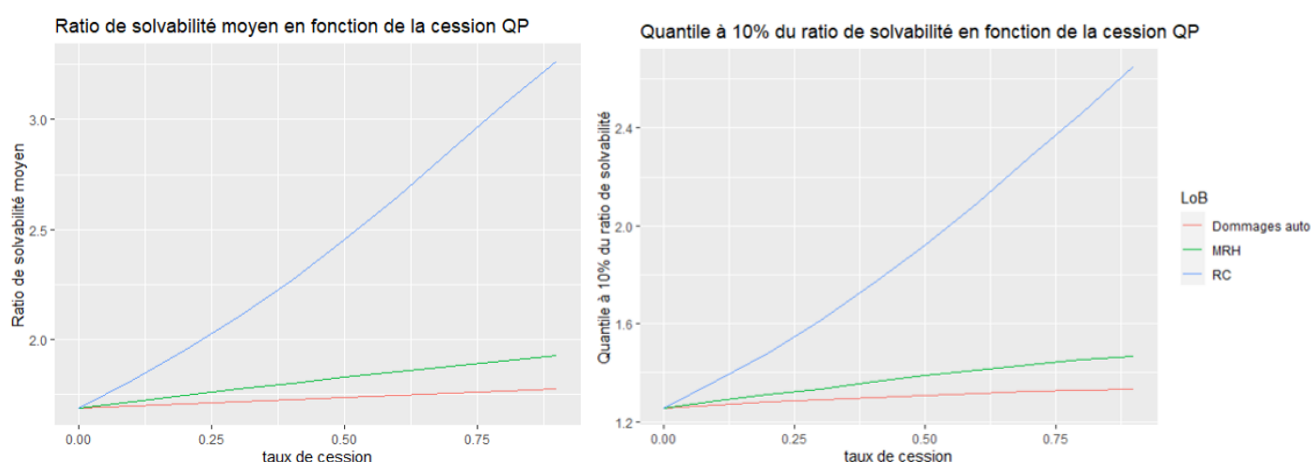 Ratio de solvabilité moyen en fonction de la cession QP
Ratio de solvabilité moyen
3.0
2.5
2.0
0.00
0.25
0.50
0.75
taux de cession
Quantile à 10% du ratio de solvabilité en fonction de la cession QP
Quantile à 10% du ratio de solvabilité
2.4
2.0
1.6
1.2
0.00
0.25
0.50
0.75
taux de cession
LoB
Dommages auto
MRH
RC